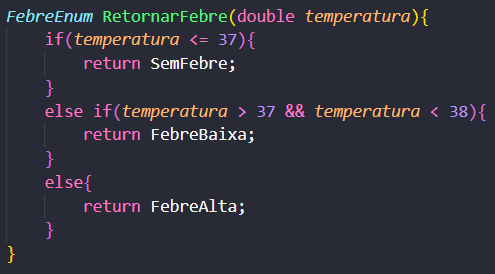 FebreEnum RetornarFebre(double temperatura){
    if(temperatura <= 37){
        return SemFebre;
    }
    else if(temperatura > 37 && temperatura < 38){
        return FebreBaixa;
    }
    else{
        return FebreAlta;
    }
}